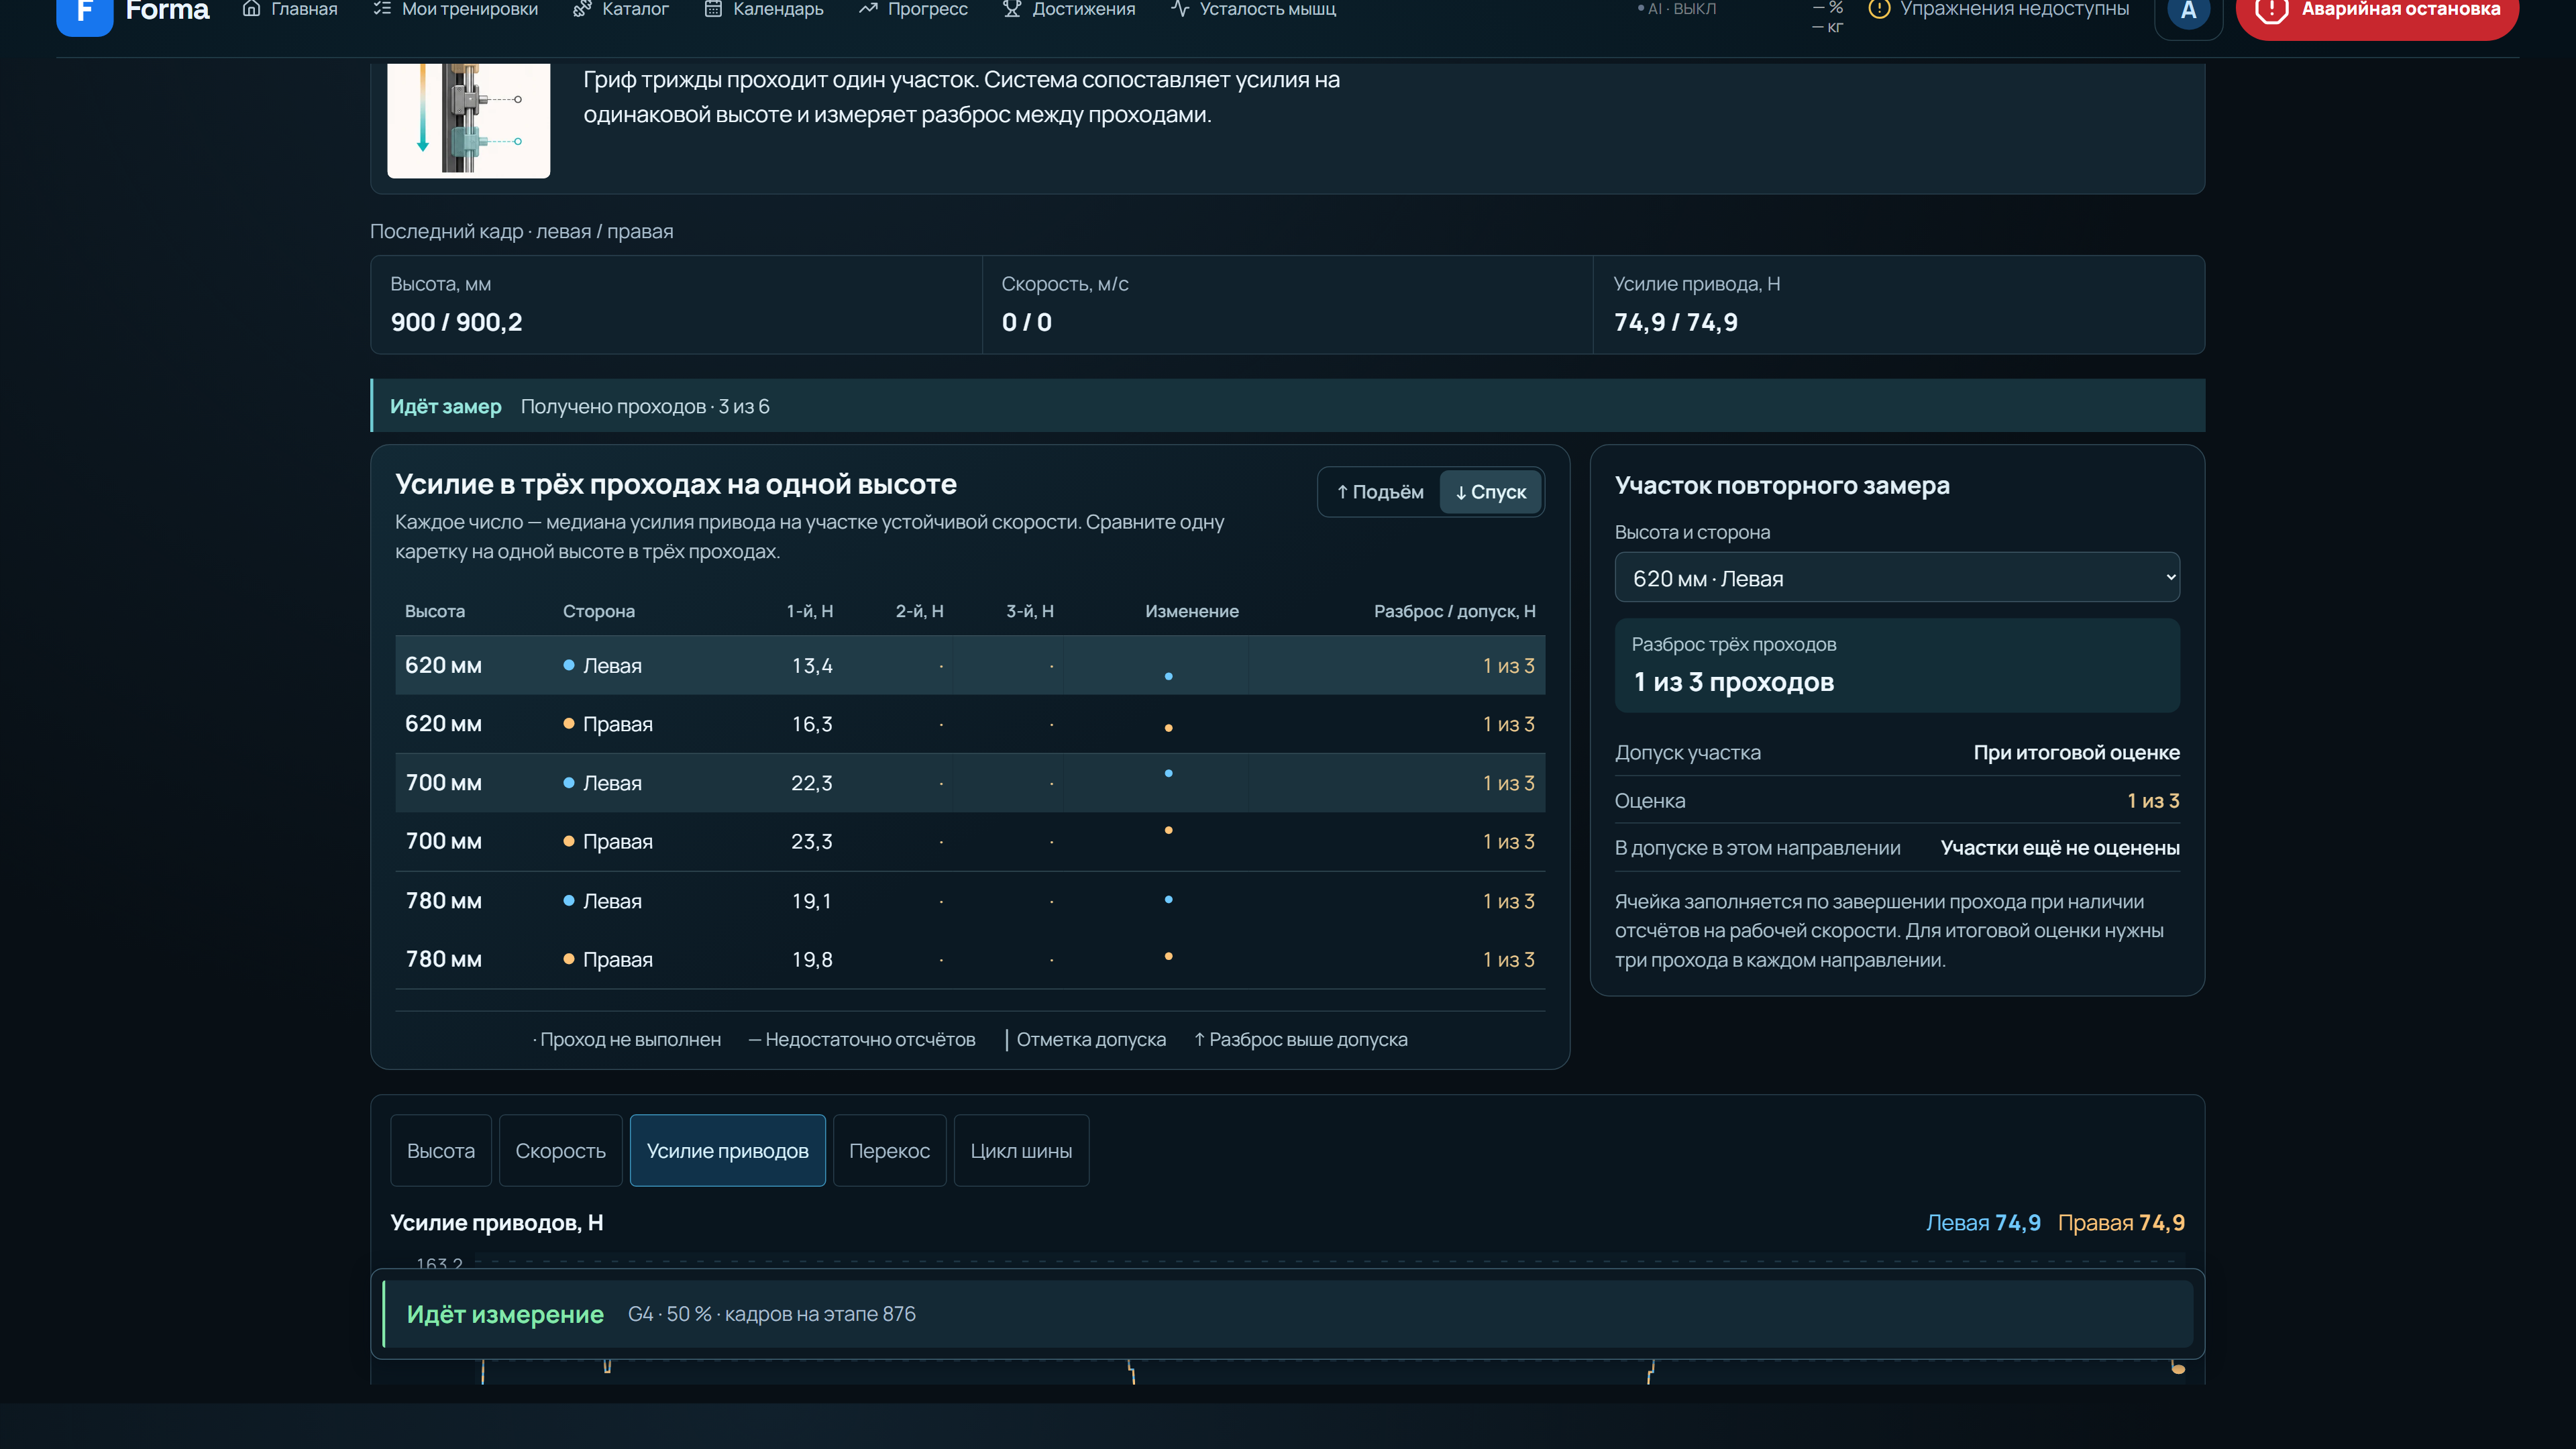 F Forma Главная Мои тренировки Каталог Календарь Прогресс Достижения Усталость мышц • AI · ВЫКЛ — % — кг Упражнения недоступны A Аварийная остановка
Гриф трижды проходит один участок. Система сопоставляет усилия на
одинаковой высоте и измеряет разброс между проходами.
Последний кадр · левая / правая
Высота, мм Скорость, м/с Усилие привода, Н
900 / 900,2 0 / 0 74,9 / 74,9
Идёт замер Получено проходов · 3 из 6
Усилие в трёх проходах на одной высоте
↑ Подъём ↓ Спуск
Каждое число — медиана усилия привода на участке устойчивой скорости. Сравните одну
каретку на одной высоте в трёх проходах.
Высота Сторона 1-й, Н 2-й, Н 3-й, Н Изменение Разброс / допуск, Н
620 мм Левая 13,4 · · 1 из 3
620 мм Правая 16,3 · · 1 из 3
700 мм Левая 22,3 · · 1 из 3
700 мм Правая 23,3 · · 1 из 3
780 мм Левая 19,1 · · 1 из 3
780 мм Правая 19,8 · · 1 из 3
· Проход не выполнен — Недостаточно отсчётов | Отметка допуска ↑ Разброс выше допуска
Участок повторного замера
Высота и сторона
620 мм · Левая
Разброс трёх проходов
1 из 3 проходов
Допуск участка При итоговой оценке
Оценка 1 из 3
В допуске в этом направлении Участки ещё не оценены
Ячейка заполняется по завершении прохода при наличии
отсчётов на рабочей скорости. Для итоговой оценки нужны
три прохода в каждом направлении.
Высота Скорость Усилие приводов Перекос Цикл шины
Усилие приводов, Н Левая 74,9 Правая 74,9
163,2
Идёт измерение G4 · 50 % · кадров на этапе 876